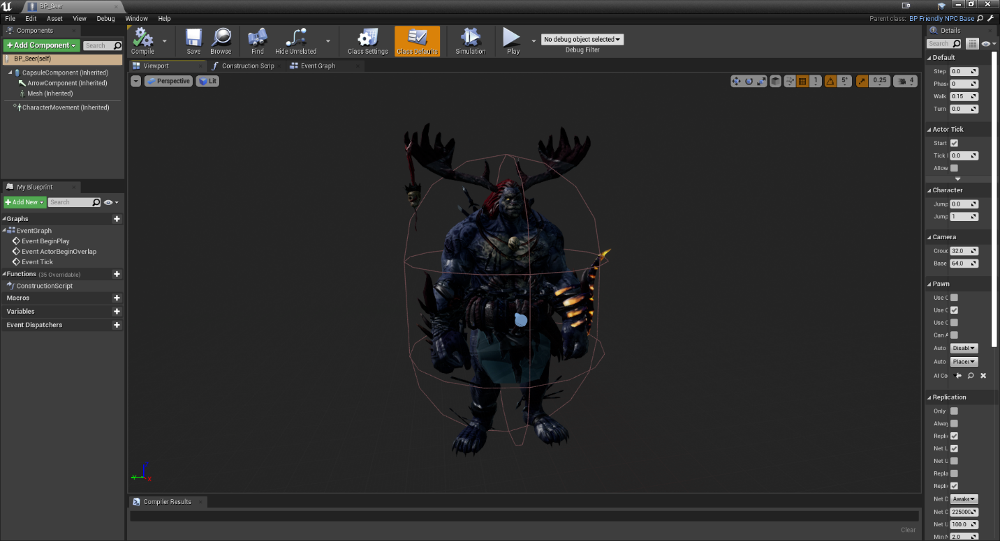 BP_Seer
File Edit Asset View Debug Window Help
Parent class: BP Friendly NPC Base
Components
+Add Component
Search
BP_Seer(self)
CapsuleComponent (Inherited)
ArrowComponent (Inherited)
Mesh (Inherited)
CharacterMovement (Inherited)
My Blueprint
+Add New
Search
Graphs
EventGraph
Event BeginPlay
Event ActorBeginOverlap
Event Tick
Functions (35 Overridable)
ConstructionScript
Macros
Variables
Event Dispatchers
Compile
Save
Browse
Find
Hide Unrelated
Class Settings
Class Defaults
Simulation
Play
No debug object selected
Debug Filter
Viewport
Construction Scrip
Event Graph
Perspective
Lit
1
5°
0.25
4
Z
Y
X
Compiler Results
Clear
Details
Search
Default
Step 0.0
Phas 0
Walk 0.15
Turn 0.0
Actor Tick
Start
Tick I 0.0
Allow
Character
Jump 0.0
Jump 1
Camera
Crouc 32.0
Base 64.0
Pawn
Use C
Use C
Use C
Can A
Auto Disabl
Auto Placed
AI Co
Replication
Only
Alway
Replic
Net L
Net U
Repla
Replic
Net D Awake
Net C 225000
Net U 100.0
Min N 2.0